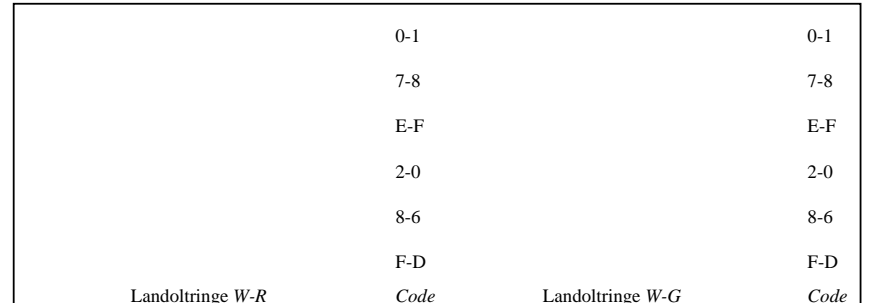 0-1 0-1
7-8 7-8
E-F E-F
2-0 2-0
8-6 8-6
F-D F-D
Landoltringe W-R Code Landoltringe W-G Code